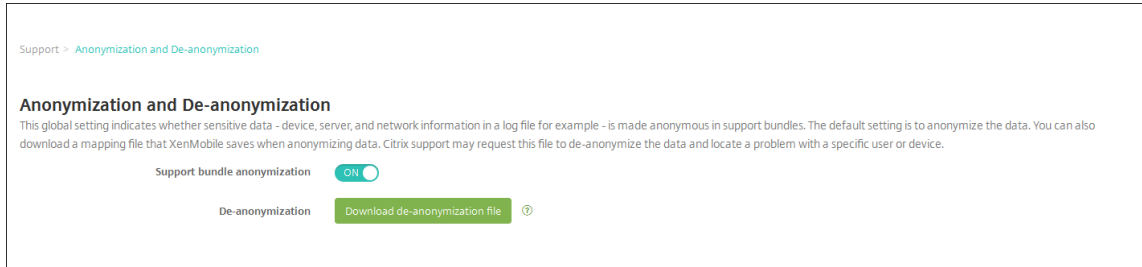 Support > Anonymization and De-anonymization
Anonymization and De-anonymization
This global setting indicates whether sensitive data - device, server, and network information in a log file for example - is made anonymous in support bundles. The default setting is to anonymize the data. You can also
download a mapping file that XenMobile saves when anonymizing data. Citrix support may request this file to de-anonymize the data and locate a problem with a specific user or device.
Support bundle anonymization ON
De-anonymization Download de-anonymization file ?